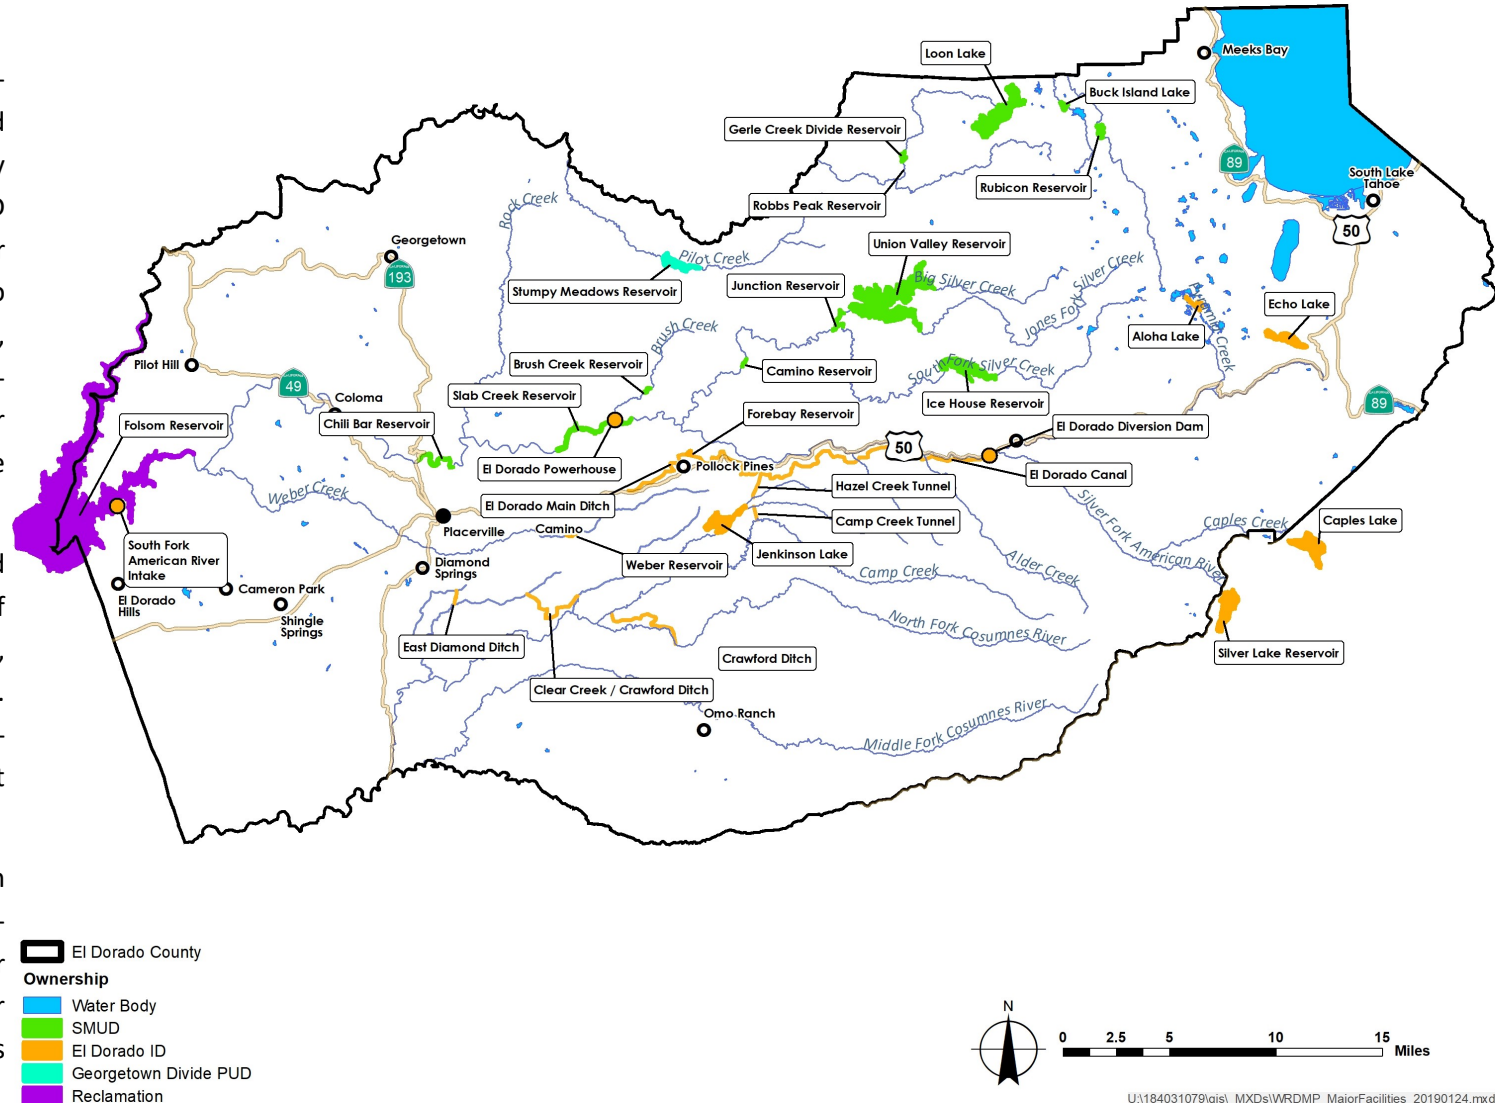 Meeks Bay
Loon Lake
Buck Island Lake
Gerle Creek Divide Reservoir
CALIFORNIA
89
South Lake
Tahoe
Rubicon Reservoir
Rock Creek
Robbs Peak Reservoir
50
Georgetown
CALIFORNIA
193
Union Valley Reservoir
Pilot Creek
Big Silver Creek
Jones Fork Silver Creek
Junction Reservoir
Stumpy Meadows Reservoir
Echo Lake
Brush Creek
Aloha Lake
Creek
Pilot Hill
Brush Creek Reservoir
Camino Reservoir
South Fork Silver Creek
CALIFORNIA
49
Slab Creek Reservoir
Coloma
Ice House Reservoir
CALIFORNIA
89
Forebay Reservoir
Folsom Reservoir
Chili Bar Reservoir
El Dorado Diversion Dam
50
El Dorado Powerhouse
Pollock Pines
El Dorado Canal
Hazel Creek Tunnel
Weber Creek
El Dorado Main Ditch
Silver Fork American River
Camp Creek Tunnel
Caples Creek
Caples Lake
Placerville
Camino
South Fork
American River
Intake
Jenkinson Lake
Weber Reservoir
Diamond
Springs
Alder Creek
Camp Creek
Cameron Park
El Dorado
Hills
Shingle
Springs
North Fork Cosumnes River
East Diamond Ditch
Crawford Ditch
Silver Lake Reservoir
Clear Creek / Crawford Ditch
Omo Ranch
Middle Fork Cosumnes River
El Dorado County
Ownership
Water Body
SMUD
El Dorado ID
Georgetown Divide PUD
Reclamation
N
0 2.5 5 10 15
Miles
U:\184031079\gis\_MXDs\WRDMP_MajorFacilities_20190124.mxd